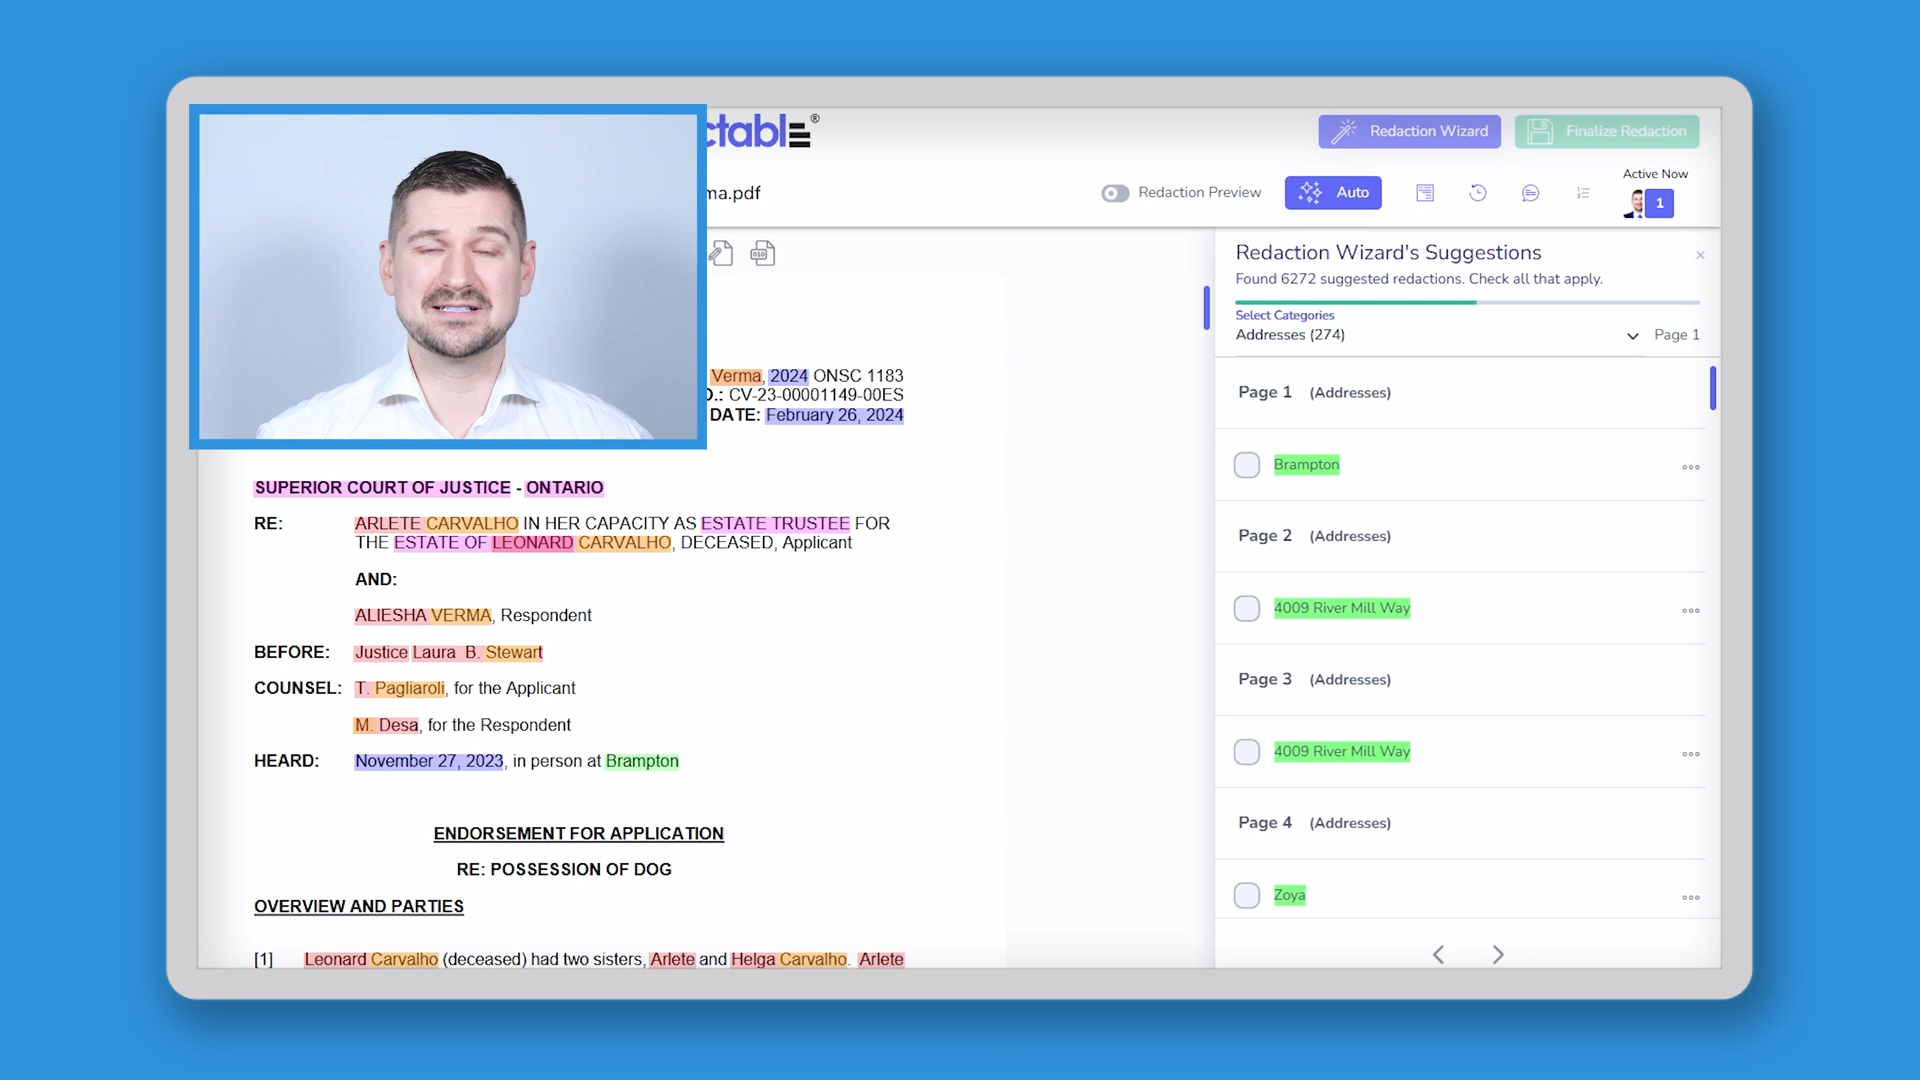 ctabl®
Redaction Wizard
Finalize Redaction
ma.pdf
Redaction Preview
Auto
Active Now
1
Redaction Wizard's Suggestions
Found 6272 suggested redactions. Check all that apply.
Select Categories
Addresses (274)
Page 1
Page 1 (Addresses)
Brampton
Page 2 (Addresses)
4009 River Mill Way
Page 3 (Addresses)
4009 River Mill Way
Page 4 (Addresses)
Zoya
Verma, 2024 ONSC 1183
O.: CV-23-00001149-00ES
DATE: February 26, 2024
SUPERIOR COURT OF JUSTICE - ONTARIO
RE: ARLETE CARVALHO IN HER CAPACITY AS ESTATE TRUSTEE FOR
THE ESTATE OF LEONARD CARVALHO, DECEASED, Applicant
AND:
ALIESHA VERMA, Respondent
BEFORE: Justice Laura B. Stewart
COUNSEL: T. Pagliaroli, for the Applicant
M. Desa, for the Respondent
HEARD: November 27, 2023, in person at Brampton
ENDORSEMENT FOR APPLICATION
RE: POSSESSION OF DOG
OVERVIEW AND PARTIES
[1] Leonard Carvalho (deceased) had two sisters, Arlete and Helga Carvalho. Arlete